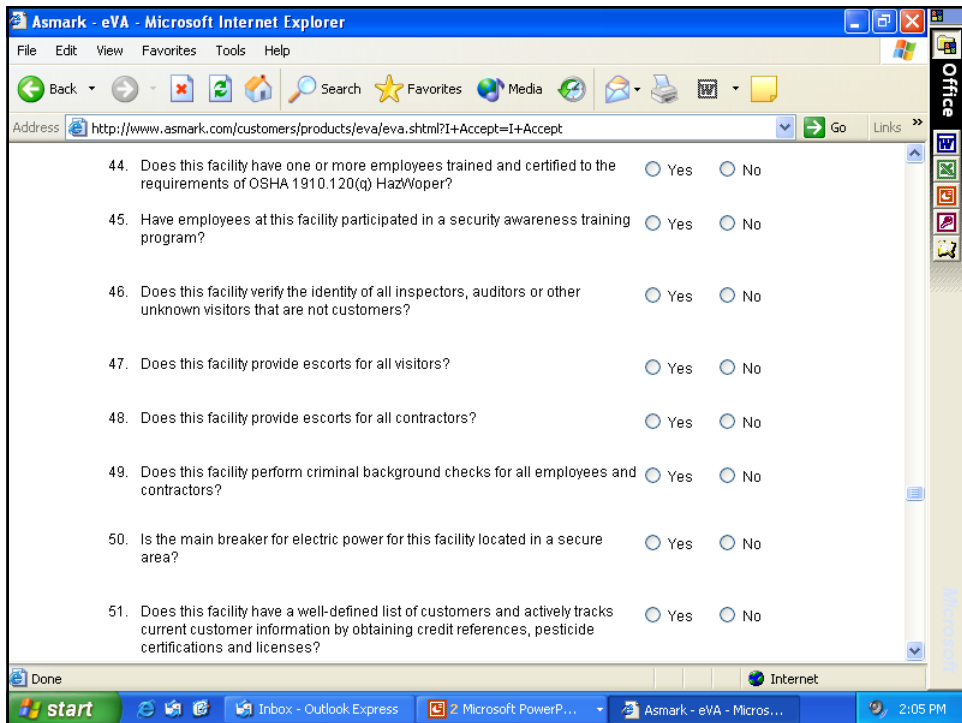 Asmark - eVA - Microsoft Internet Explorer
File Edit View Favorites Tools Help
Back Search Favorites Media
Address http://www.asmark.com/customers/products/eva/eva.shtml?I+Accept=I+Accept Go Links »
Office
44. Does this facility have one or more employees trained and certified to the Yes No
requirements of OSHA 1910.120(q) HazWoper?
45. Have employees at this facility participated in a security awareness training Yes No
program?
46. Does this facility verify the identity of all inspectors, auditors or other Yes No
unknown visitors that are not customers?
47. Does this facility provide escorts for all visitors? Yes No
48. Does this facility provide escorts for all contractors? Yes No
49. Does this facility perform criminal background checks for all employees and Yes No
contractors?
50. Is the main breaker for electric power for this facility located in a secure Yes No
area?
51. Does this facility have a well-defined list of customers and actively tracks Yes No
current customer information by obtaining credit references, pesticide
certifications and licenses?
Microsoft
Done Internet
start Inbox - Outlook Express 2 Microsoft PowerP... Asmark - eVA - Micros... 2:05 PM